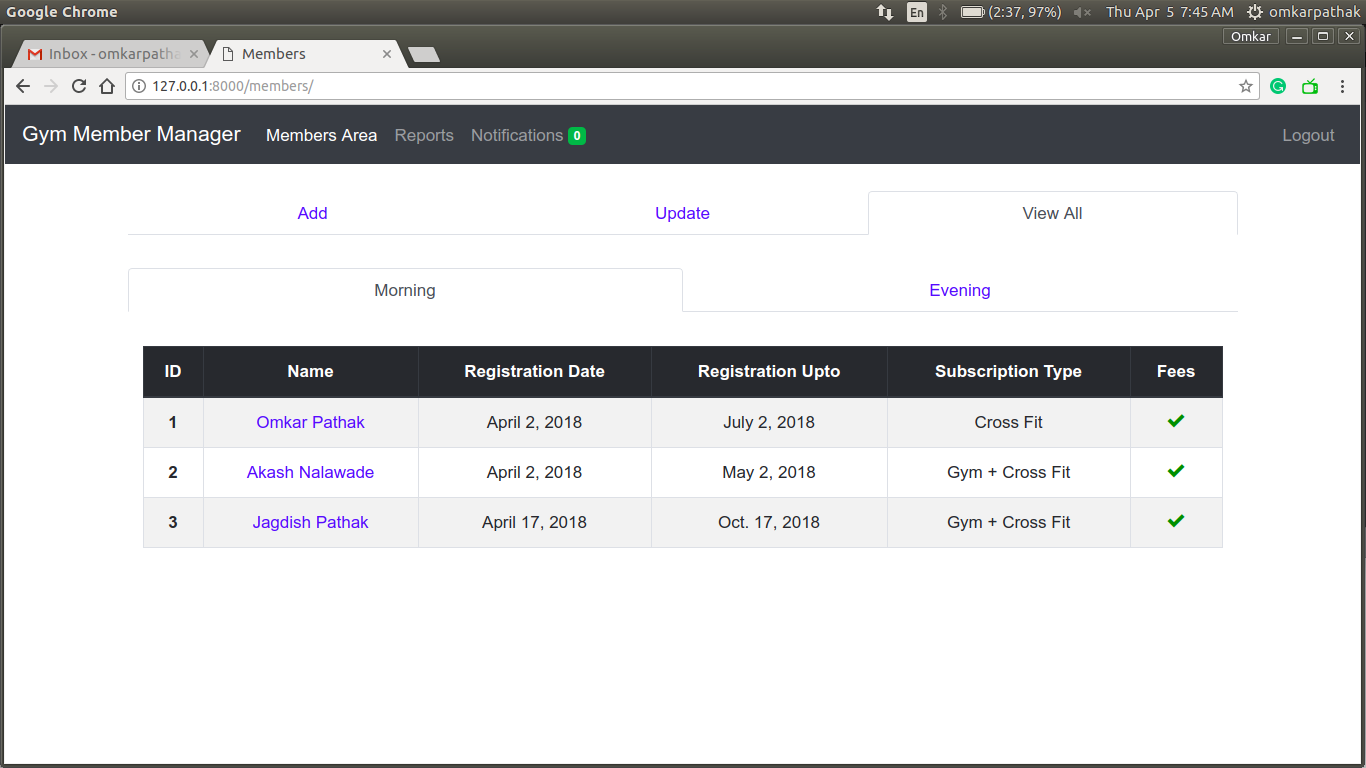 Google Chrome En (2:37, 97%) Thu Apr 5 7:45 AM omkarpathak
Omkar
Inbox - omkarpatha Members
127.0.0.1:8000/members/
Gym Member Manager Members Area Reports Notifications 0 Logout
Add Update View All
Morning Evening
ID Name Registration Date Registration Upto Subscription Type Fees
1 Omkar Pathak April 2, 2018 July 2, 2018 Cross Fit
2 Akash Nalawade April 2, 2018 May 2, 2018 Gym + Cross Fit
3 Jagdish Pathak April 17, 2018 Oct. 17, 2018 Gym + Cross Fit